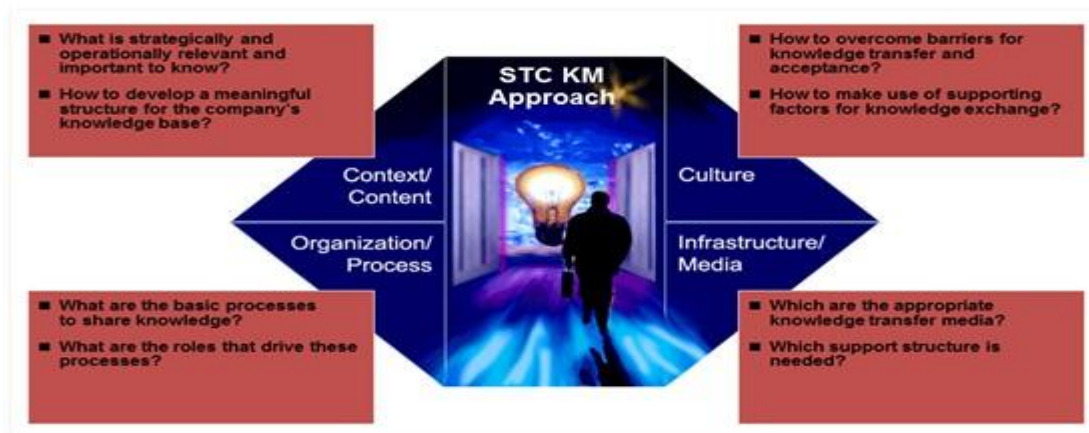 ■ What is strategically and
operationally relevant and
important to know?
■ How to develop a meaningful
structure for the company's
knowledge base?
STC KM
Approach
■ How to overcome barriers for
knowledge transfer and
acceptance?
■ How to make use of supporting
factors for knowledge exchange?
Context/
Content
Culture
Organization/
Process
Infrastructure/
Media
■ What are the basic processes
to share knowledge?
■ What are the roles that drive these
processes?
■ Which are the appropriate
knowledge transfer media?
■ Which support structure is
needed?